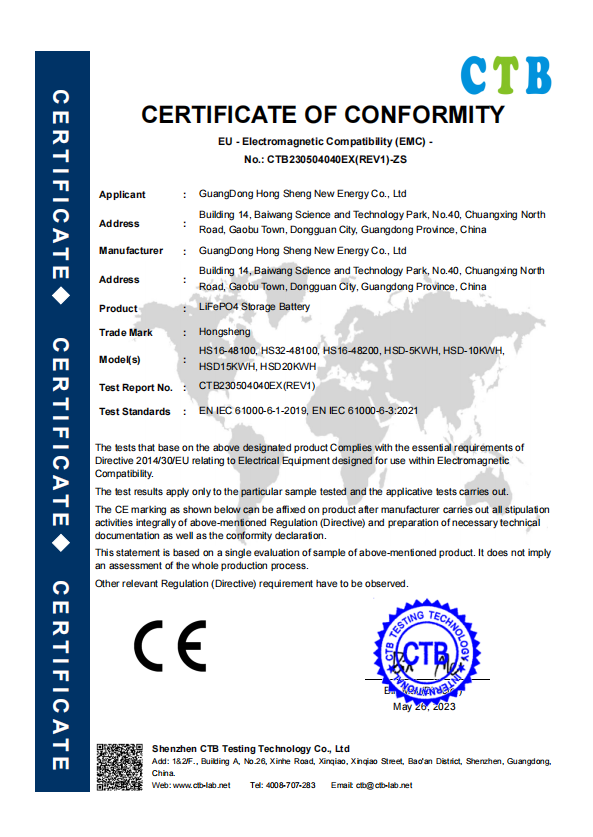 CTB
CERTIFICATE ◆ CERTIFICATE ◆ CERTIFICATE
CERTIFICATE OF CONFORMITY
EU - Electromagnetic Compatibility (EMC) -
No.: CTB230504040EX(REV1)-ZS
Applicant : GuangDong Hong Sheng New Energy Co., Ltd
Address : Building 14, Baiwang Science and Technology Park, No.40, Chuangxing North
Road, Gaobu Town, Dongguan City, Guangdong Province, China
Manufacturer : GuangDong Hong Sheng New Energy Co., Ltd
Address : Building 14, Baiwang Science and Technology Park, No.40, Chuangxing North
Road, Gaobu Town, Dongguan City, Guangdong Province, China
Product : LiFePO4 Storage Battery
Trade Mark : Hongsheng
Model(s) : HS16-48100, HS32-48100, HS16-48200, HSD-5KWH, HSD-10KWH,
HSD15KWH, HSD20KWH
Test Report No. : CTB230504040EX(REV1)
Test Standards : EN IEC 61000-6-1-2019, EN IEC 61000-6-3:2021
The tests that base on the above designated product Complies with the essential requirements of
Directive 2014/30/EU relating to Electrical Equipment designed for use within Electromagnetic
Compatibility.
The test results apply only to the particular sample tested and the applicative tests carries out.
The CE marking as shown below can be affixed on product after manufacturer carries out all stipulation
activities integrally of above-mentioned Regulation (Directive) and preparation of necessary technical
documentation as well as the conformity declaration.
This statement is based on a single evaluation of sample of above-mentioned product. It does not imply
an assessment of the whole production process.
Other relevant Regulation (Directive) requirement have to be observed.
CE
CTB TESTING TECHNOLOGY
CTB
INTERNATIONAL
May 26, 2023
Shenzhen CTB Testing Technology Co., Ltd
Add: 1&2/F., Building A, No.26, Xinhe Road, Xinqiao, Xinqiao Street, Bao'an District, Shenzhen, Guangdong,
China.
Web: www.ctb-lab.net Tel: 4008-707-283 Email: ctb@ctb-lab.net